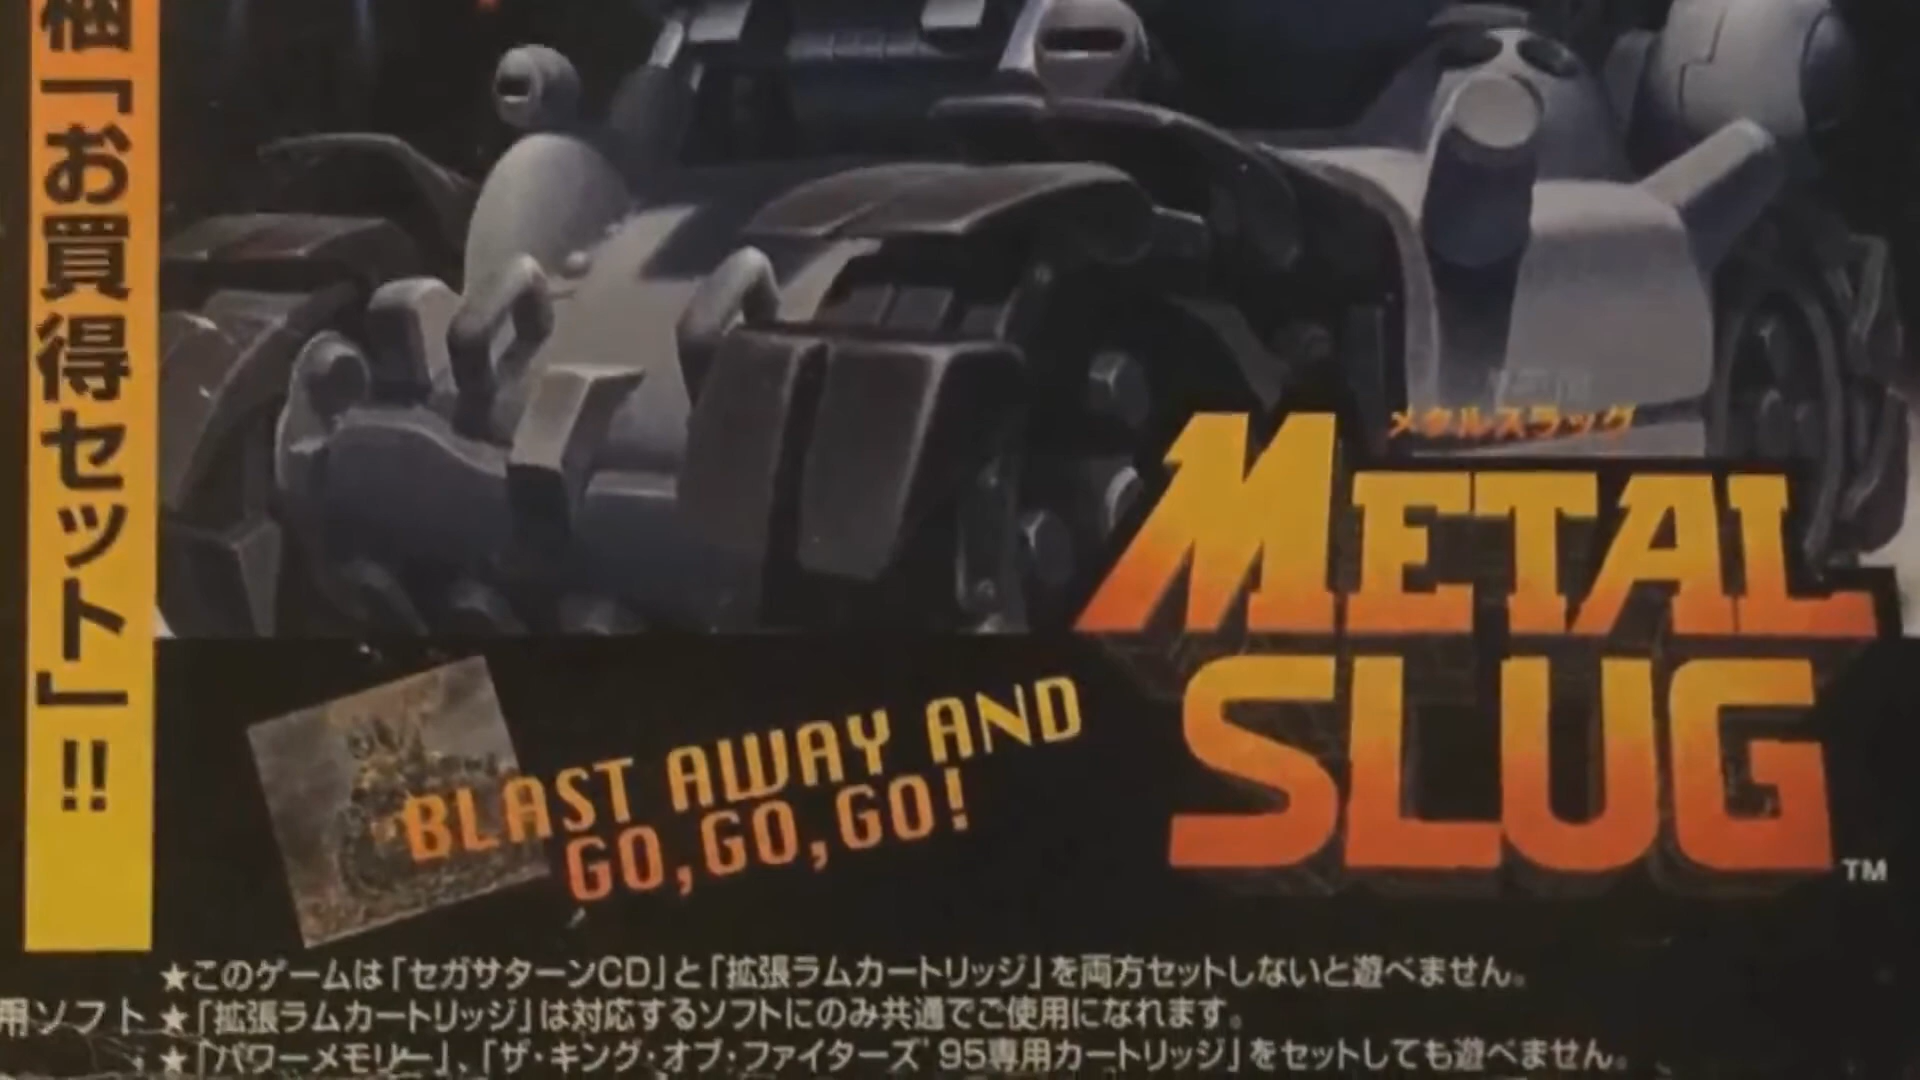 「お買得セット」!!
メタルスラッグ
METAL
SLUG
TM
BLAST AWAY AND
GO, GO, GO!
★このゲームは「セガサターンCD」と「拡張ラムカートリッジ」を両方セットしないと遊べません。
用ソフト ★「拡張ラムカートリッジ」は対応するソフトにのみ共通でご使用になれます。
★「パワーメモリー」、「ザ・キング・オブ・ファイターズ'95専用カートリッジ」をセットしても遊べません。